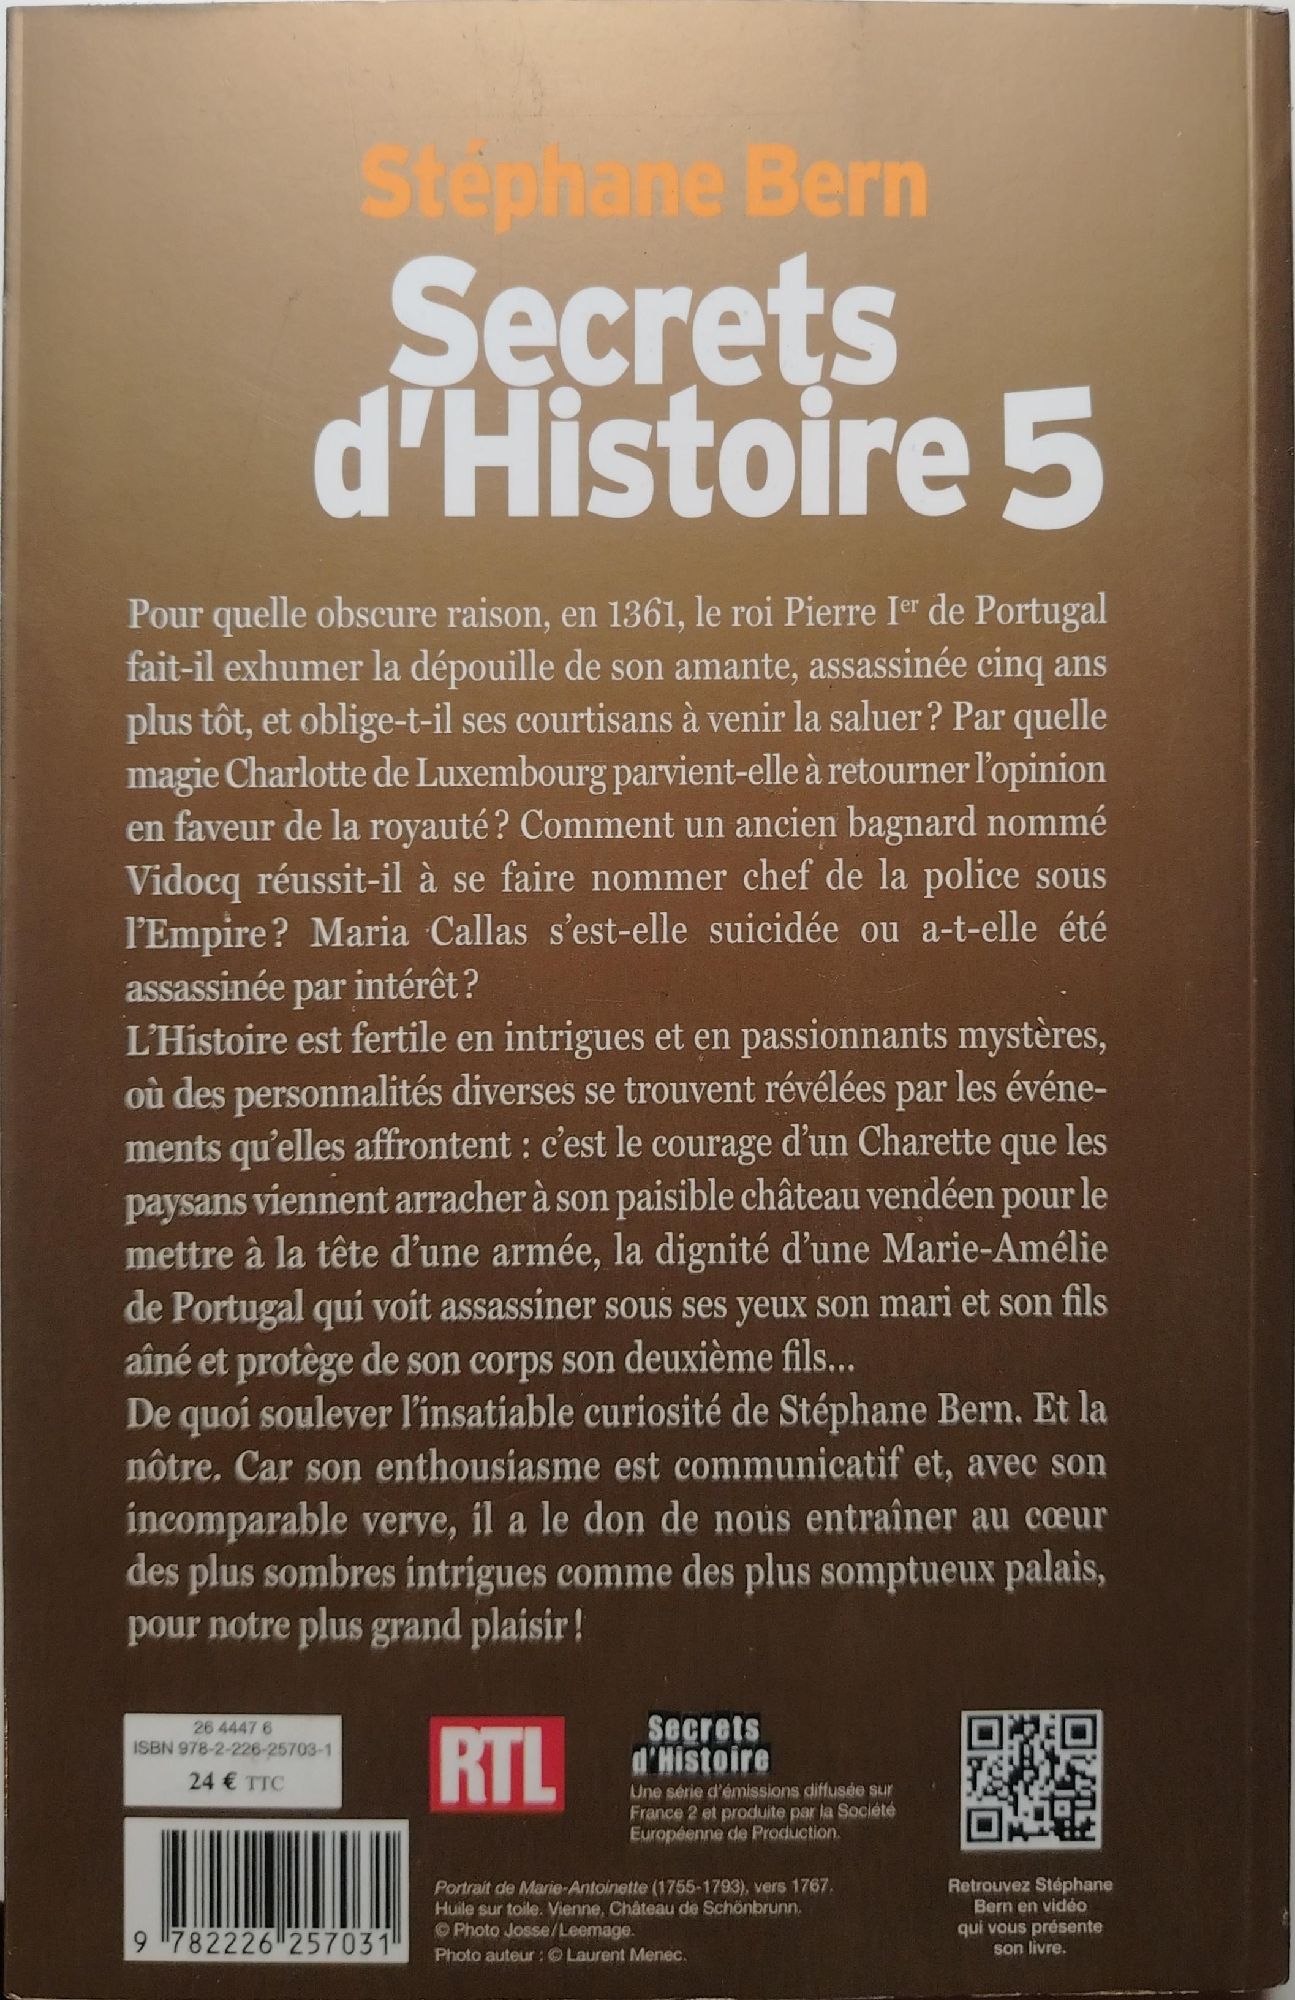 Stéphane Bern
Secrets
d'Histoire 5
Pour quelle obscure raison, en 1361, le roi Pierre Ier de Portugal
fait-il exhumer la dépouille de son amante, assassinée cinq ans
plus tôt, et oblige-t-il ses courtisans à venir la saluer ? Par quelle
magie Charlotte de Luxembourg parvient-elle à retourner l'opinion
en faveur de la royauté ? Comment un ancien bagnard nommé
Vidocq réussit-il à se faire nommer chef de la police sous
l'Empire ? Maria Callas s'est-elle suicidée ou a-t-elle été
assassinée par intérêt ?
L'Histoire est fertile en intrigues et en passionnants mystères,
où des personnalités diverses se trouvent révélées par les événe-
ments qu'elles affrontent : c'est le courage d'un Charette que les
paysans viennent arracher à son paisible château vendéen pour le
mettre à la tête d'une armée, la dignité d'une Marie-Amélie
de Portugal qui voit assassiner sous ses yeux son mari et son fils
aîné et protège de son corps son deuxième fils...
De quoi soulever l'insatiable curiosité de Stéphane Bern. Et la
nôtre. Car son enthousiasme est communicatif et, avec son
incomparable verve, il a le don de nous entraîner au cœur
des plus sombres intrigues comme des plus somptueux palais,
pour notre plus grand plaisir !
26 4447 6
ISBN 978-2-226-25703-1
24 € TTC
9 782226 257031
RTL
Secrets
d'Histoire
Une série d'émissions diffusée sur
France 2 et produite par la Société
Européenne de Production.
Portrait de Marie-Antoinette (1755-1793), vers 1767.
Huile sur toile. Vienne, Château de Schönbrunn.
© Photo Josse/Leemage.
Photo auteur : © Laurent Menec.
Retrouvez Stéphane
Bern en vidéo
qui vous présente
son livre.